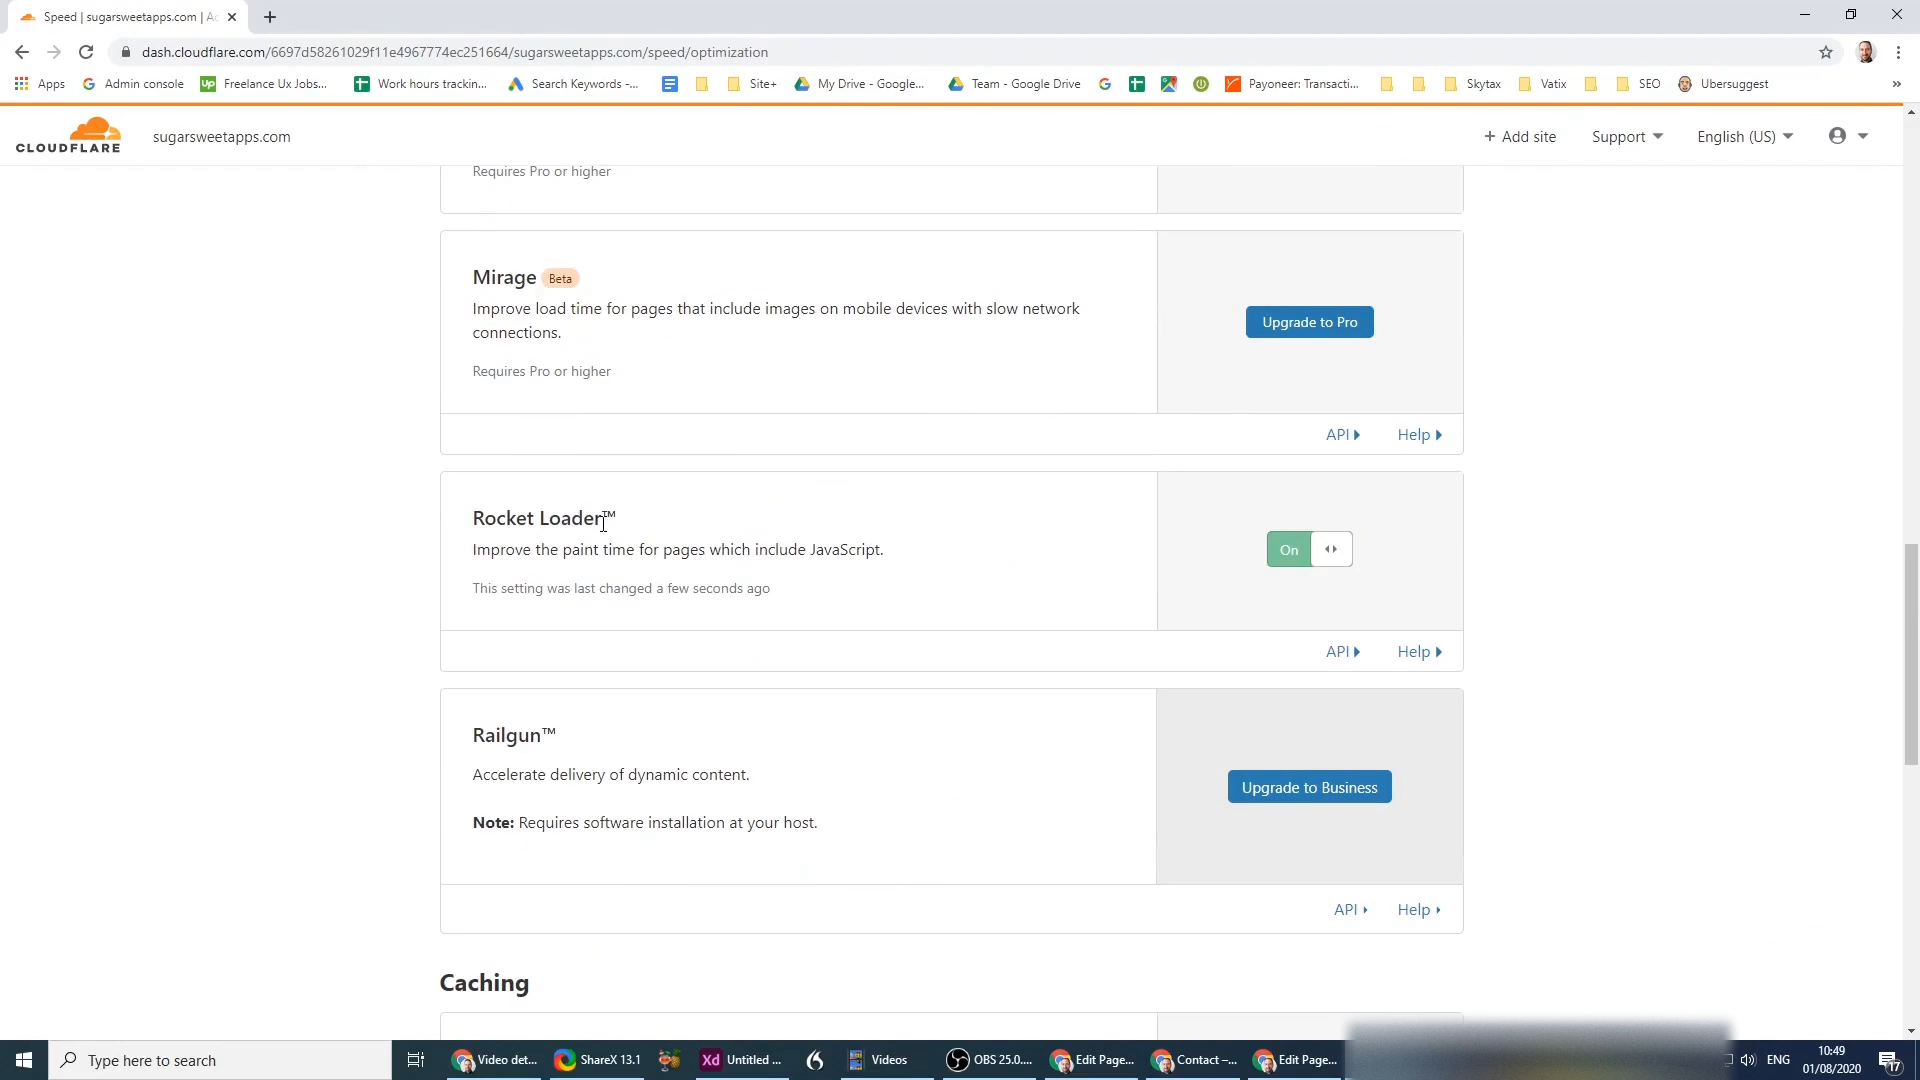 Speed | sugarsweetapps.com | Ac
dash.cloudflare.com/6697d58261029f11e4967774ec251664/sugarsweetapps.com/speed/optimization
Apps
Admin console
Up
Freelance Ux Jobs...
Work hours trackin...
Search Keywords -...
Site+
My Drive - Google...
Team - Google Drive
Payoneer: Transacti...
Skytax
Vatix
SEO
Ubersuggest
CLOUDFLARE
sugarsweetapps.com
+ Add site
Support
English (US)
Requires Pro or higher
Mirage Beta
Improve load time for pages that include images on mobile devices with slow network
connections.
Requires Pro or higher
Upgrade to Pro
API
Help
Rocket Loader™
Improve the paint time for pages which include JavaScript.
This setting was last changed a few seconds ago
On
API
Help
Railgun™
Accelerate delivery of dynamic content.
Note: Requires software installation at your host.
Upgrade to Business
API
Help
Caching
Type here to search
Video det...
ShareX 13.1
Xd
Untitled ...
Videos
OBS 25.0....
Edit Page...
Contact –...
Edit Page...
ENG
10:49
01/08/2020
17